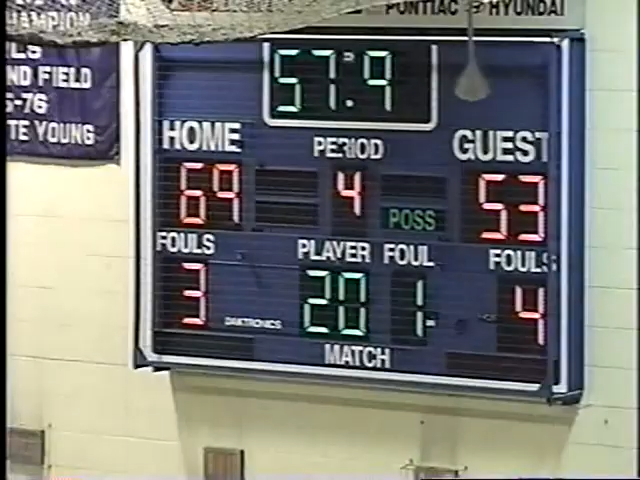 CHAMPION
PONTIAC HYUNDAI
ND FIELD
5-76
TE YOUNG
57.9
HOME PERIOD GUEST
69 4 53
POSS
FOULS PLAYER FOUL FOULS
3 20 1 4
DAKTRONICS
MATCH